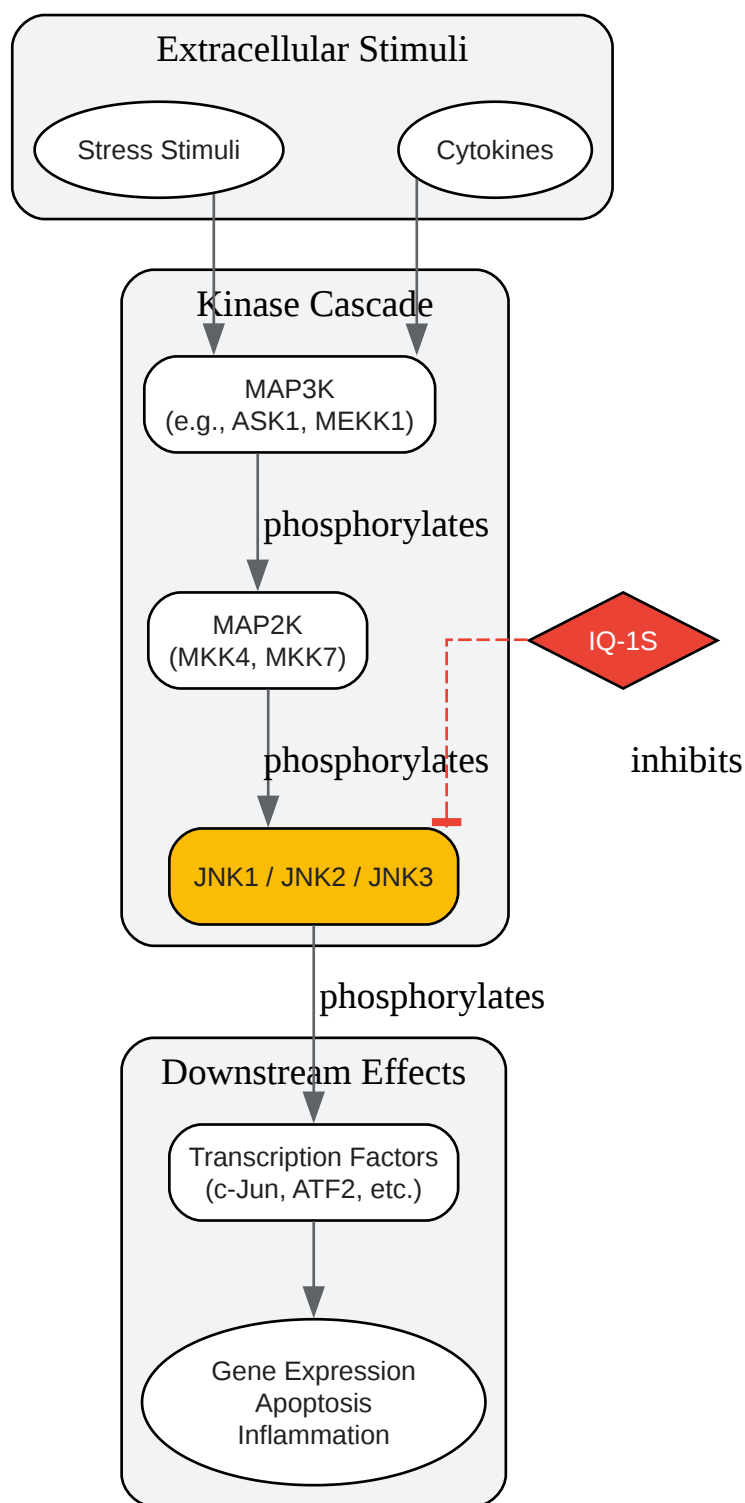 Extracellular Stimuli
Stress Stimuli
Cytokines
Kinase Cascade
MAP3K
(e.g., ASK1, MEKK1)
phosphorylates
MAP2K
(MKK4, MKK7)
IQ-1S
phosphorylates
inhibits
JNK1 / JNK2 / JNK3
phosphorylates
Downstream Effects
Transcription Factors
(c-Jun, ATF2, etc.)
Gene Expression
Apoptosis
Inflammation